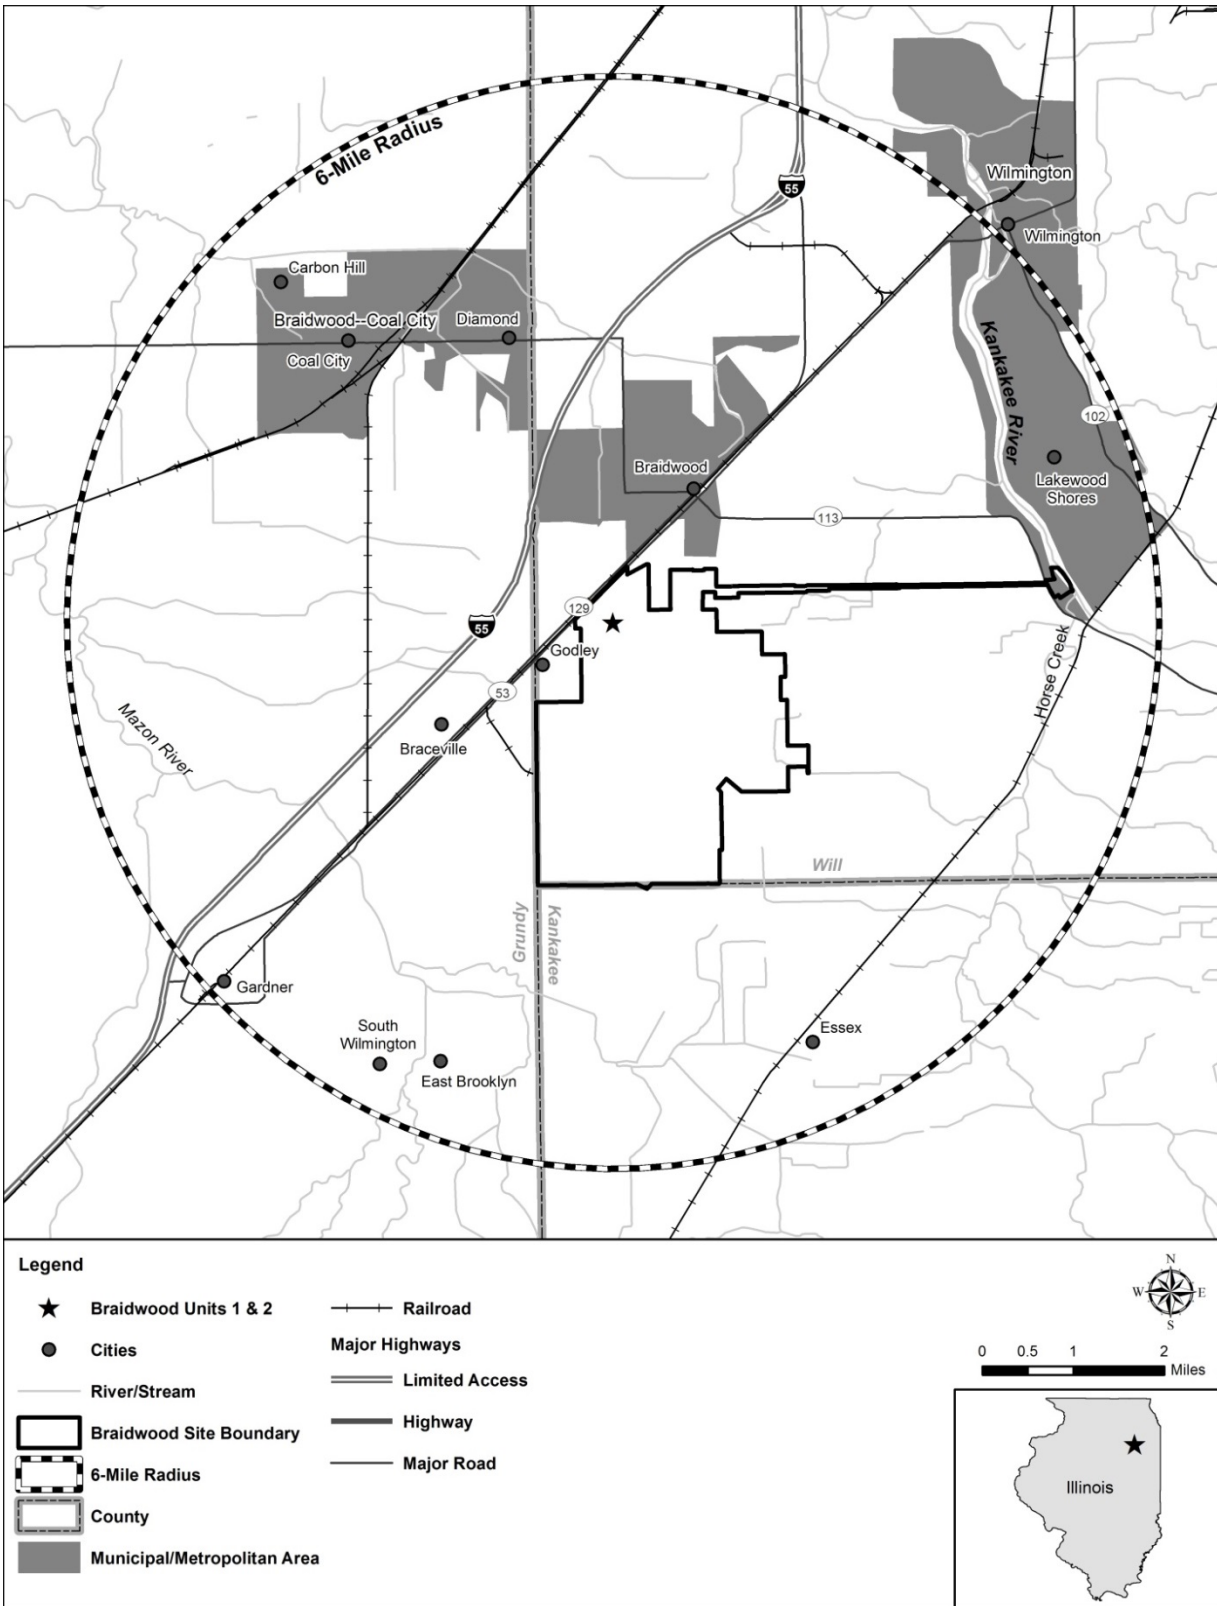 6-Mile Radius
55
Wilmington
Wilmington
Carbon Hill
Braidwood--Coal City
Diamond
Coal City
Kankakee River
102
Braidwood
Lakewood
Shores
113
129
55
Godley
Horse Creek
53
Mazon River
Braceville
Will
Grundy
Kankakee
Gardner
South
Wilmington
East Brooklyn
Essex
Legend
Braidwood Units 1 & 2
Cities
River/Stream
Braidwood Site Boundary
6-Mile Radius
County
Municipal/Metropolitan Area
Railroad
Major Highways
Limited Access
Highway
Major Road
N
W
E
S
0 0.5 1 2
Miles
Illinois